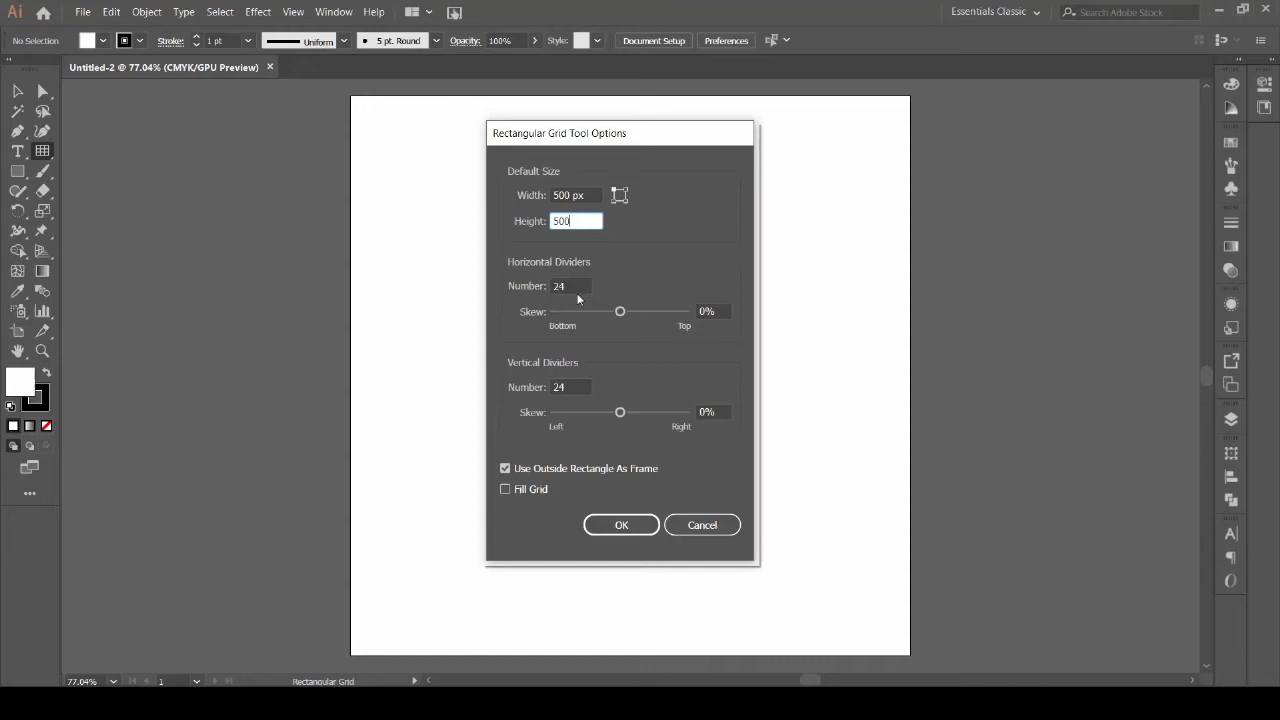 Ai File Edit Object Type Select Effect View Window Help Essentials Classic Search Adobe Stock
No Selection Stroke: 1 pt Uniform 5 pt. Round Opacity: 100% Style: Document Setup Preferences
Untitled-2 @ 77.04% (CMYK/GPU Preview)
Rectangular Grid Tool Options
Default Size
Width: 500 px
Height: 500
Horizontal Dividers
Number: 24
Skew: 0%
Bottom Top
Vertical Dividers
Number: 24
Skew: 0%
Left Right
Use Outside Rectangle As Frame
Fill Grid
OK Cancel
77.04% 1 Rectangular Grid